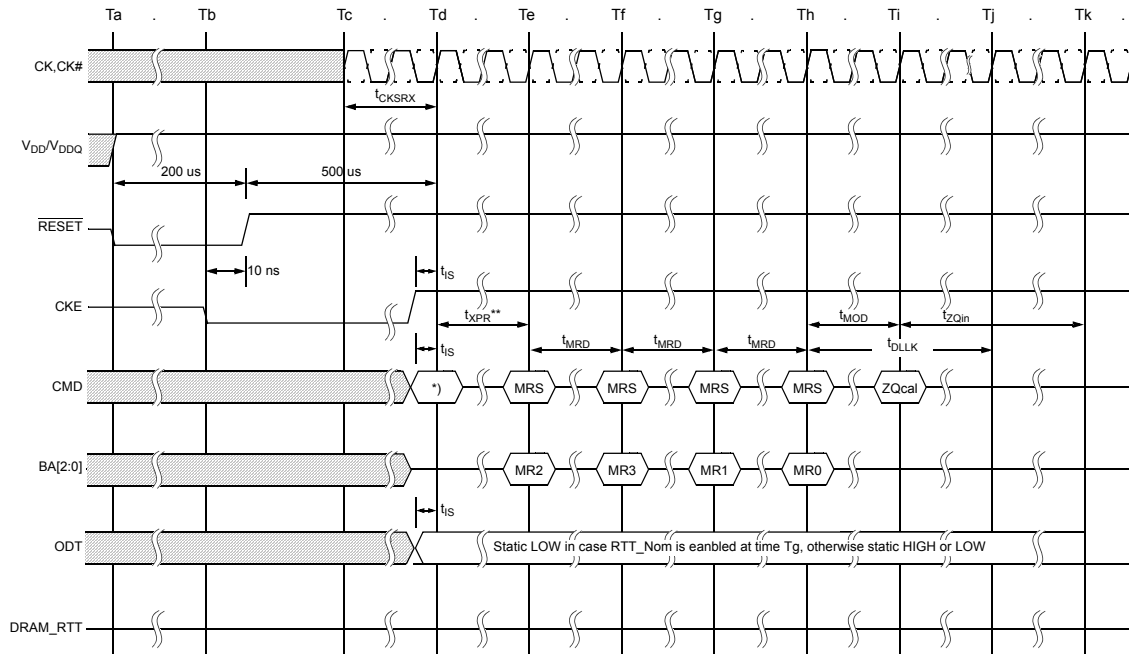 Ta . Tb . Tc . Td . Te . Tf . Tg . Th . Ti . Tj . Tk .
CK,CK#
tCKSRX
VDD/VDDQ
200 us 500 us
RESET
10 ns tIS
CKE
tXPR** tMOD tZQin
tIS tMRD tMRD tMRD tDLLK
CMD *) MRS MRS MRS MRS ZQcal
BA[2:0] MR2 MR3 MR1 MR0
tIS
ODT Static LOW in case RTT_Nom is eanbled at time Tg, otherwise static HIGH or LOW
DRAM_RTT